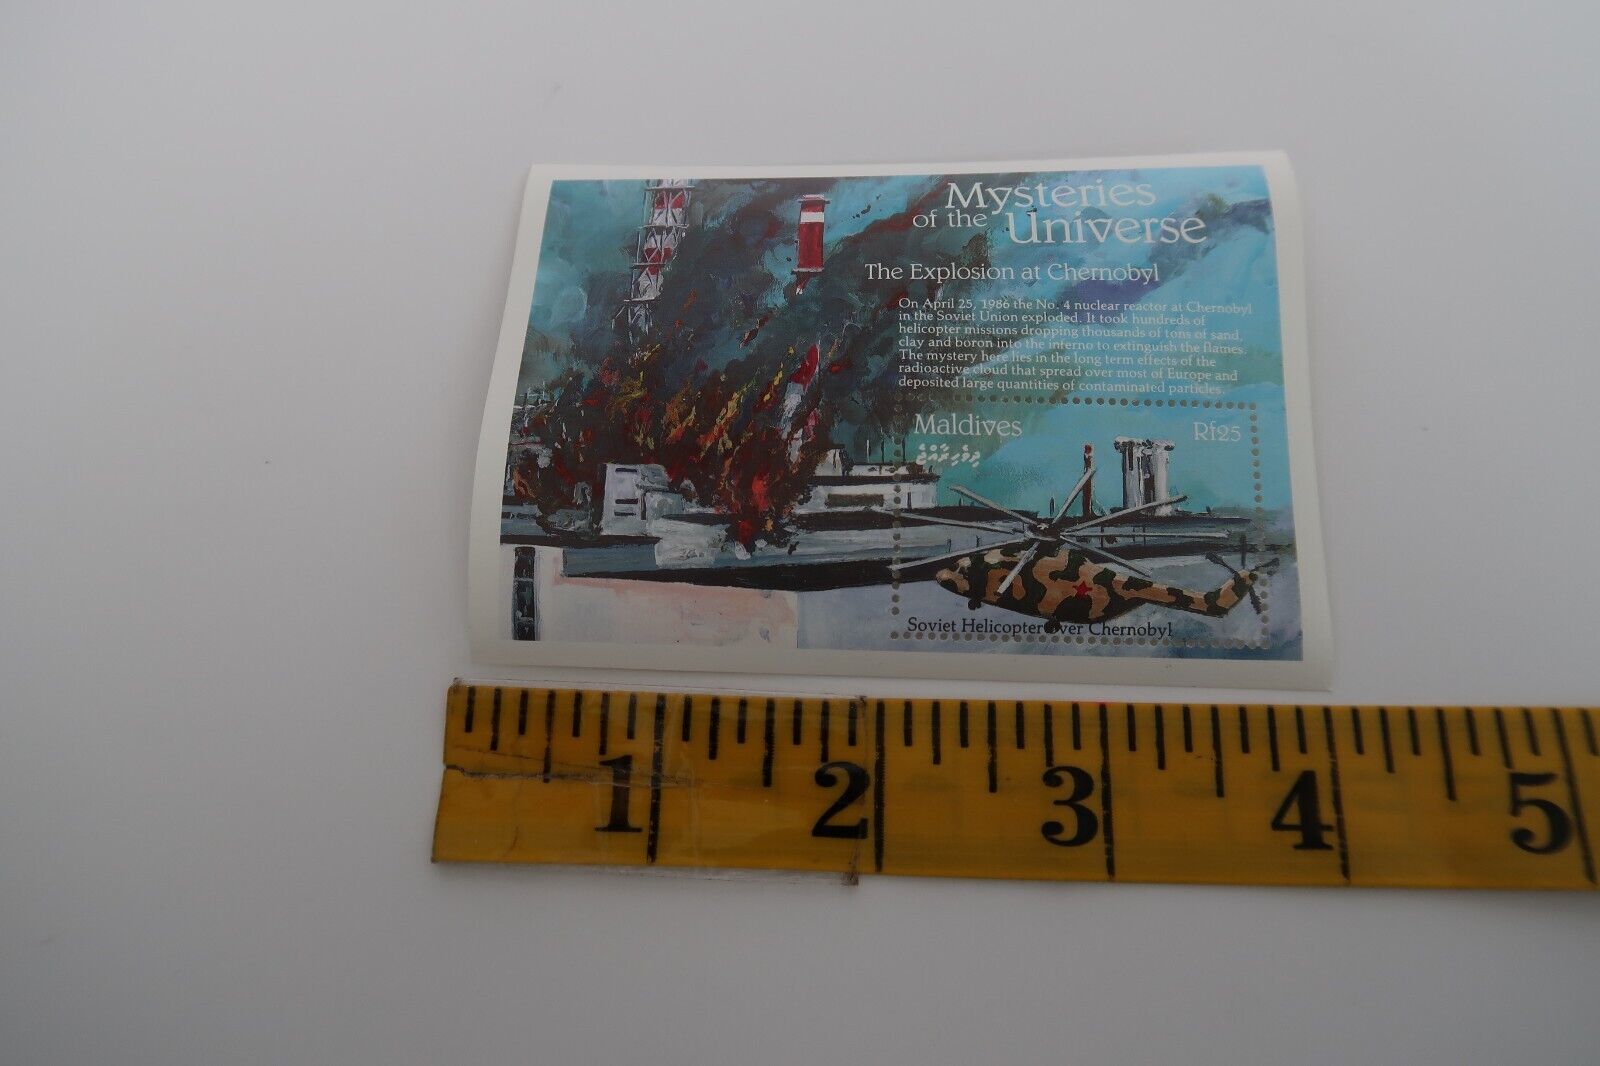 Mysteries
of the Universe
The Explosion at Chernobyl
On April 25, 1986 the No. 4 nuclear reactor at Chernobyl
in the Soviet Union exploded. It took hundreds of
helicopter missions dropping thousands of tons of sand,
clay and boron into the inferno to extinguish the flames.
The mystery here lies in the long term effects of the
radioactive cloud that spread over most of Europe and
deposited large quantities of contaminated particles.
Maldives Rf25
ދިވެހިރާއްޖެ
Soviet Helicopter over Chernobyl
1 2 3 4 5